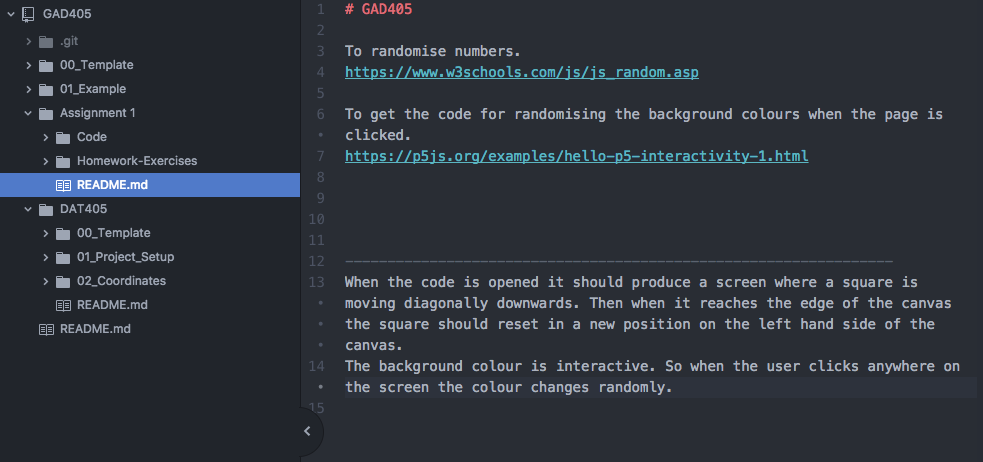 GAD405
.git
00_Template
01_Example
Assignment 1
Code
Homework-Exercises
README.md
DAT405
00_Template
01_Project_Setup
02_Coordinates
README.md
README.md
1 # GAD405
2
3 To randomise numbers.
4 https://www.w3schools.com/js/js_random.asp
5
6 To get the code for randomising the background colours when the page is
• clicked.
7 https://p5js.org/examples/hello-p5-interactivity-1.html
8
9
10
11
12 -----------------------------------------------------------------
13 When the code is opened it should produce a screen where a square is
• moving diagonally downwards. Then when it reaches the edge of the canvas
• the square should reset in a new position on the left hand side of the
• canvas.
14 The background colour is interactive. So when the user clicks anywhere on
• the screen the colour changes randomly.
15